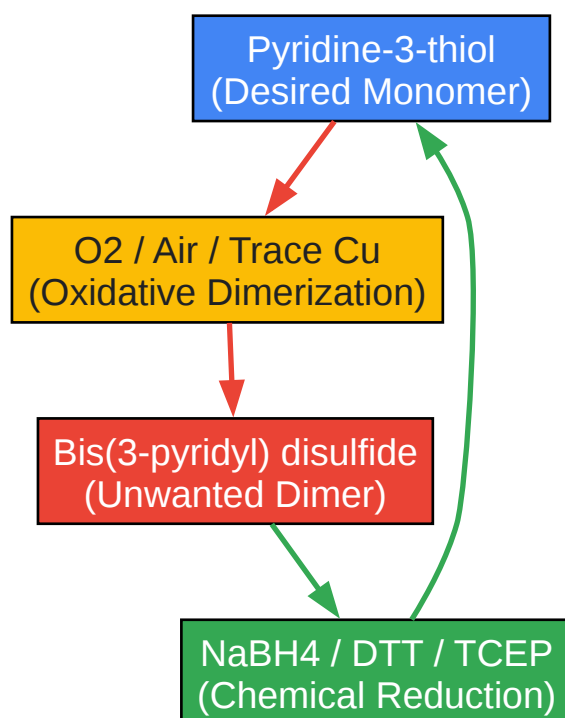 Pyridine-3-thiol
(Desired Monomer)
O2 / Air / Trace Cu
(Oxidative Dimerization)
Bis(3-pyridyl) disulfide
(Unwanted Dimer)
NaBH4 / DTT / TCEP
(Chemical Reduction)